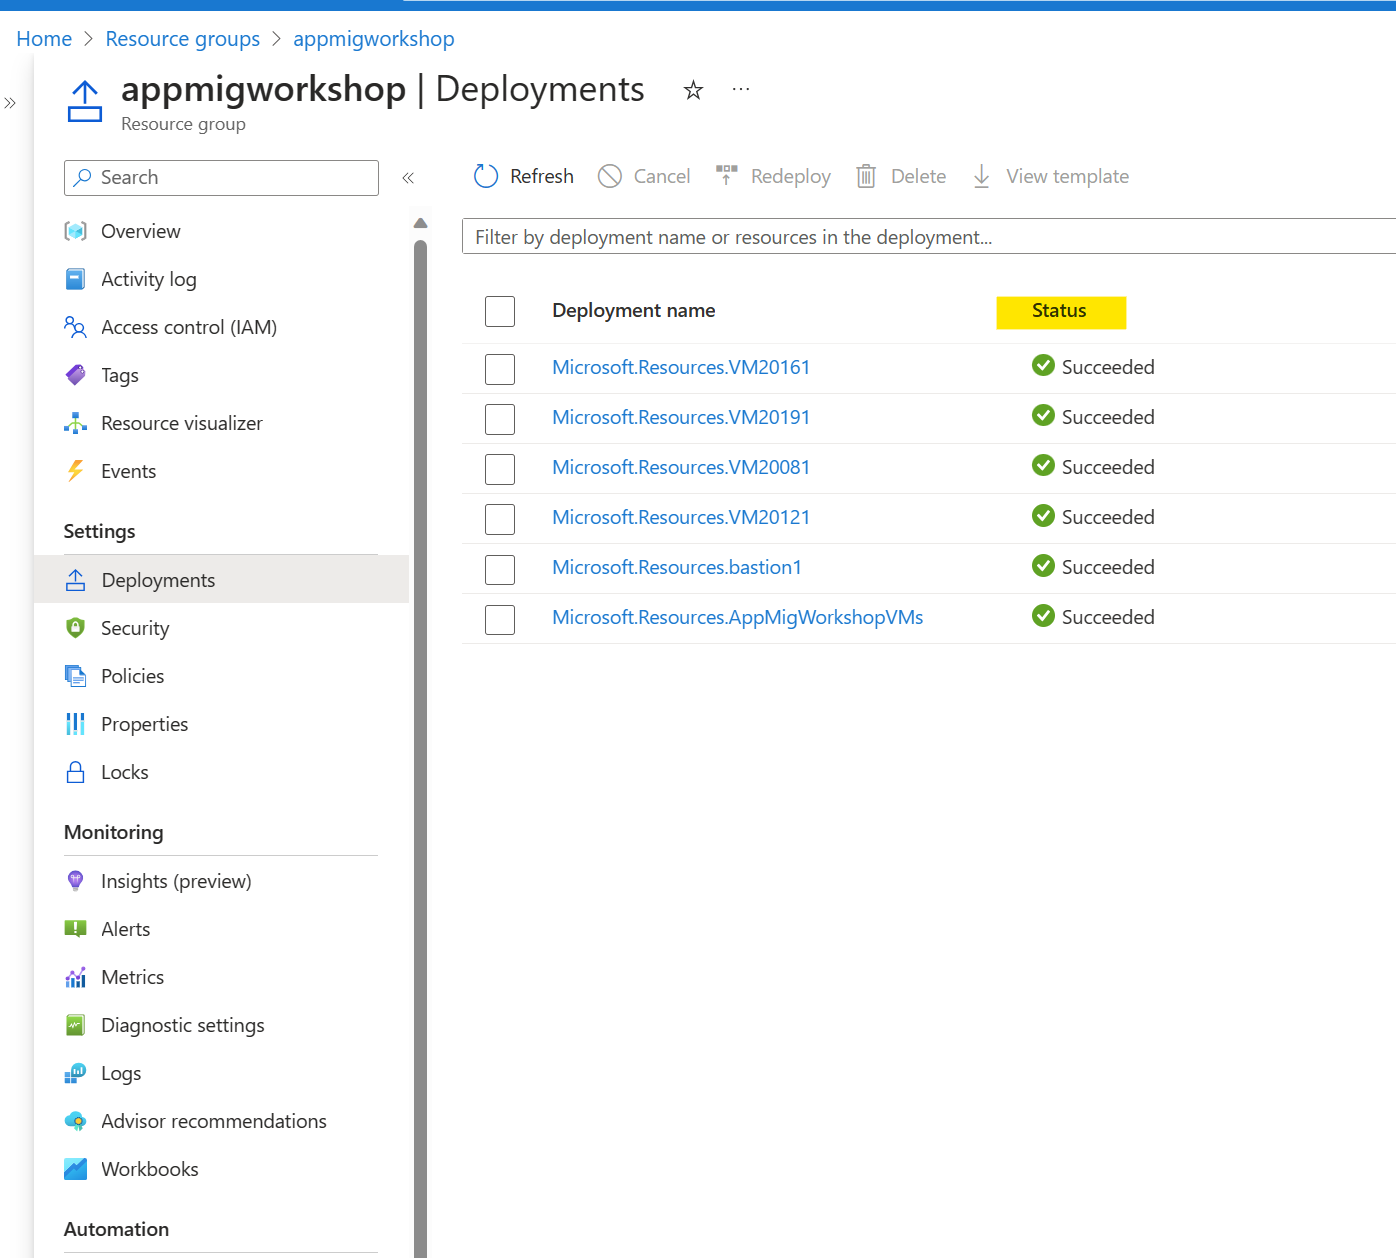 Home > Resource groups > appmigworkshop
appmigworkshop | Deployments
Resource group
Search
Overview
Activity log
Access control (IAM)
Tags
Resource visualizer
Events
Settings
Deployments
Security
Policies
Properties
Locks
Monitoring
Insights (preview)
Alerts
Metrics
Diagnostic settings
Logs
Advisor recommendations
Workbooks
Automation
Refresh Cancel Redeploy Delete View template
Filter by deployment name or resources in the deployment...
Deployment name Status
Microsoft.Resources.VM20161 Succeeded
Microsoft.Resources.VM20191 Succeeded
Microsoft.Resources.VM20081 Succeeded
Microsoft.Resources.VM20121 Succeeded
Microsoft.Resources.bastion1 Succeeded
Microsoft.Resources.AppMigWorkshopVMs Succeeded